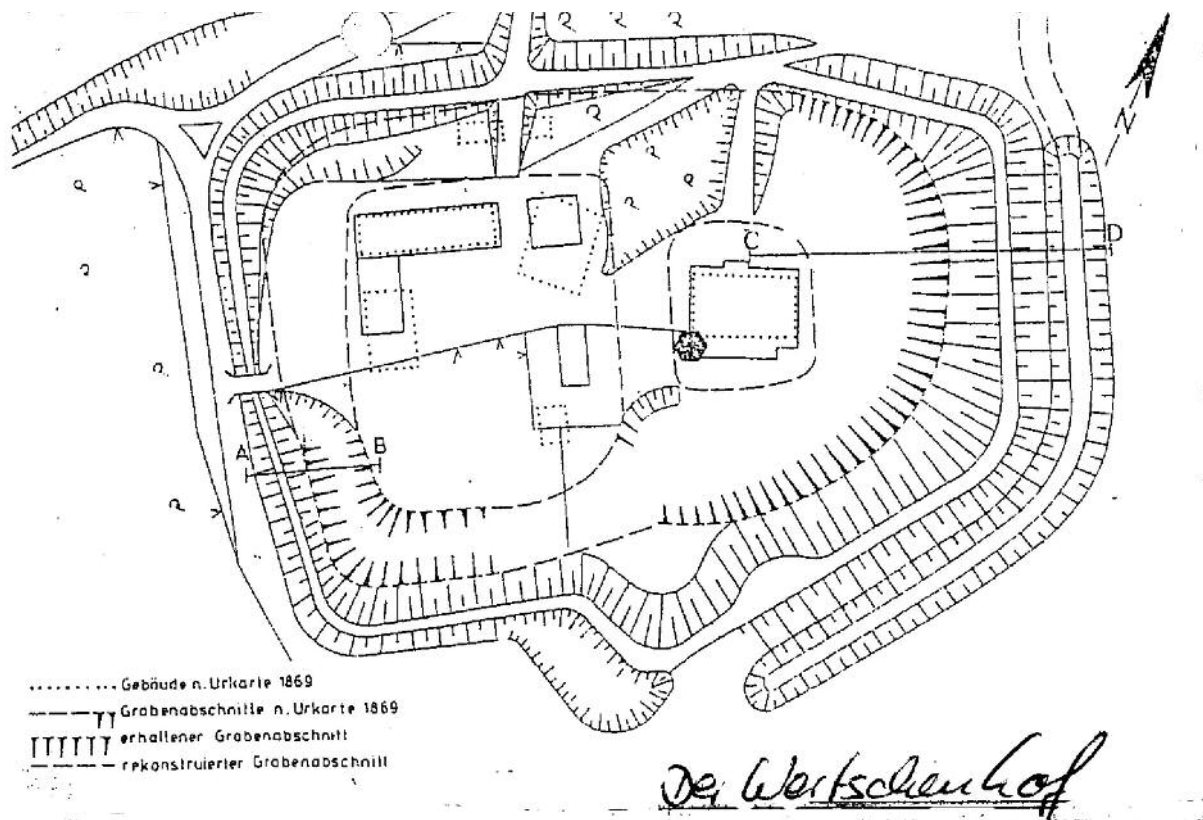 N
C
D
A
B
Gebäude n. Urkarte 1869
Grabenabschnitte n. Urkarte 1869
erhaltener Grabenabschnitt
rekonstruierter Grabenabschnitt
Der Wertschenhof